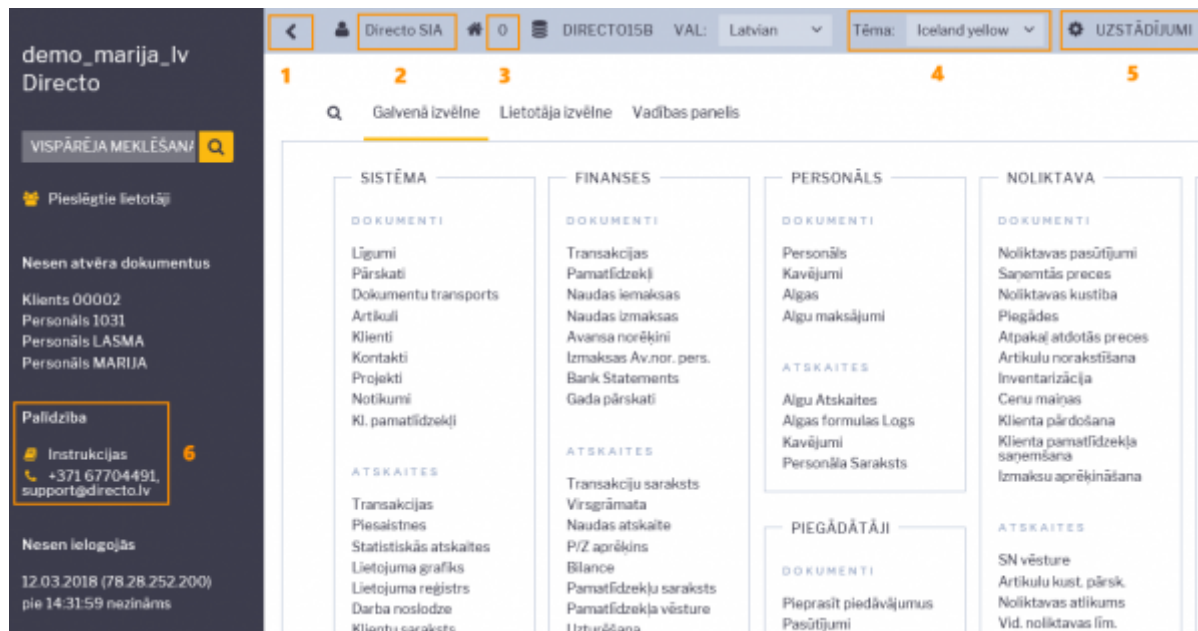 demo_marija_lv
Directo
VISPĀRĒJA MEKLĒŠANA
Pieslēgtie lietotāji
Nesen atvēra dokumentus
Klients 00002
Personāls 1031
Personāls LASMA
Personāls MARIJA
Palīdzība
Instrukcijas
+371 67704491,
support@directo.lv
6
Nesen ielogojās
12.03.2018 (78.28.252.200)
pie 14:31:59 nezināms
Directo SIA 0 DIRECTO15B VAL: Latvian Tēma: Iceland yellow UZSTĀDĪJUMI
1 2 3 4 5
Galvenā izvēlne Lietotāja izvēlne Vadības panelis
SISTĒMA
DOKUMENTI
Līgumi
Pārskati
Dokumentu transports
Artikuli
Klienti
Kontakti
Projekti
Notikumi
Kl. pamatlīdzekļi
ATSKAITES
Transakcijas
Piesaistnes
Statistiskās atskaites
Lietojuma grafiks
Lietojuma reģistrs
Darba noslodze
Klientu saraksts
FINANSES
DOKUMENTI
Transakcijas
Pamatlīdzekļi
Naudas iemaksas
Naudas izmaksas
Avansa norēķini
Izmaksas Av.nor. pers.
Bank Statements
Gada pārskati
ATSKAITES
Transakciju saraksts
Virsgrāmata
Naudas atskaite
P/Z aprēķins
Bilance
Pamatlīdzekļu saraksts
Pamatlīdzekļa vēsture
Uzturēšana
PERSONĀLS
DOKUMENTI
Personāls
Kavējumi
Algas
Algu maksājumi
ATSKAITES
Algu Atskaites
Algas formulas Logs
Kavējumi
Personāla Saraksts
PIEGĀDĀTĀJI
DOKUMENTI
Pieprasīt piedāvājumus
Pasūtījumi
NOLIKTAVA
DOKUMENTI
Noliktavas pasūtījumi
Saņemtās preces
Noliktavas kustība
Piegādes
Atpakaļ atdotās preces
Artikulu norakstīšana
Inventarizācija
Cenu maiņas
Klienta pārdošana
Klienta pamatlīdzekļa
saņemšana
Izmaksu aprēķināšana
ATSKAITES
SN vēsture
Artikulu kust. pārsk.
Noliktavas atlikums
Vid. noliktavas līm.